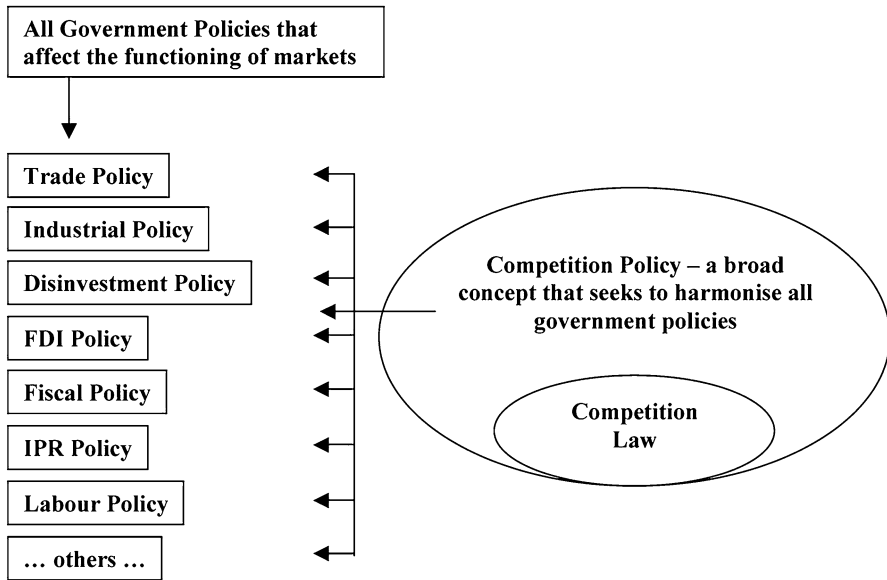 All Government Policies that
affect the functioning of markets
Trade Policy
Industrial Policy
Disinvestment Policy
FDI Policy
Fiscal Policy
IPR Policy
Labour Policy
… others …
Competition Policy – a broad
concept that seeks to harmonise all
government policies
Competition
Law